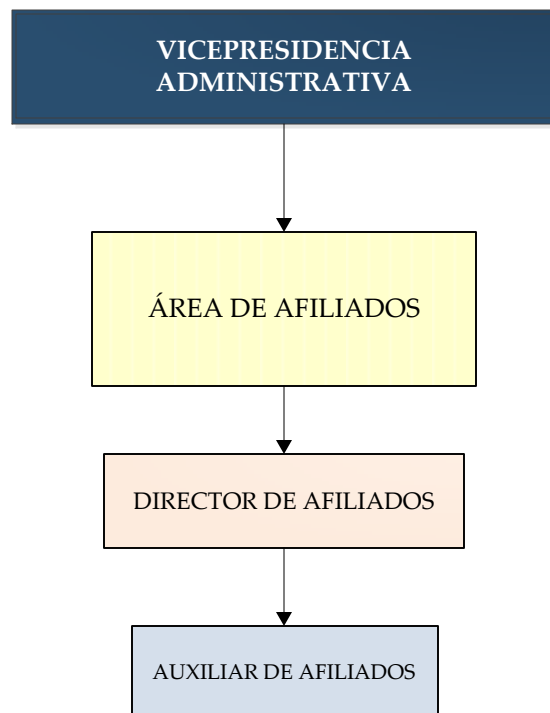 VICEPRESIDENCIA
ADMINISTRATIVA
ÁREA DE AFILIADOS
DIRECTOR DE AFILIADOS
AUXILIAR DE AFILIADOS